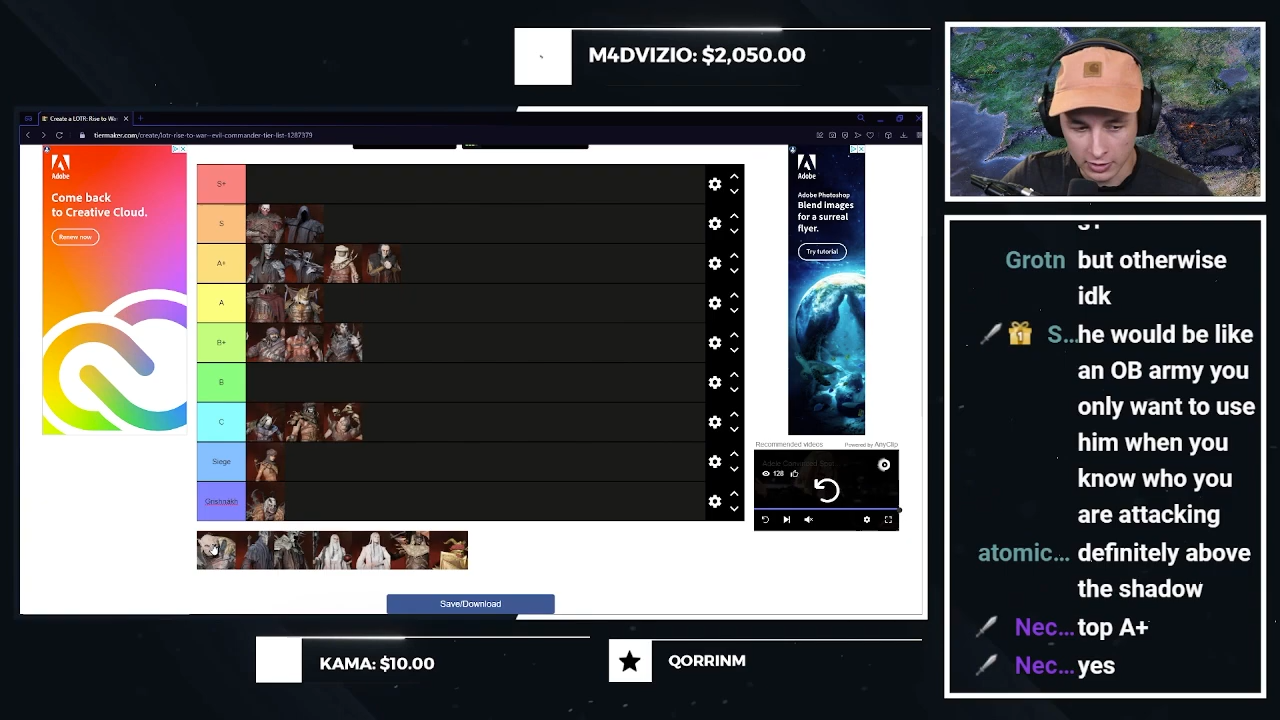 M4DVIZIO: $2,050.00
Create a LOTR: Rise to War
tiermaker.com/create/lotr-rise-to-war--evil-commander-tier-list-1287379
Adobe
Come back
to Creative Cloud.
Renew now
S+
S
A+
A
B+
B
C
Siege
Grishnakh
Save/Download
Adobe
Adobe Photoshop
Blend images
for a surreal
flyer.
Try tutorial
Recommended videos
Powered by AnyClip
128
Grotn but otherwise
idk
1 S... he would be like
an OB army you
only want to use
him when you
know who you
are attacking
atomic... definitely above
the shadow
Nec... top A+
Nec... yes
KAMA: $10.00
QORRINM